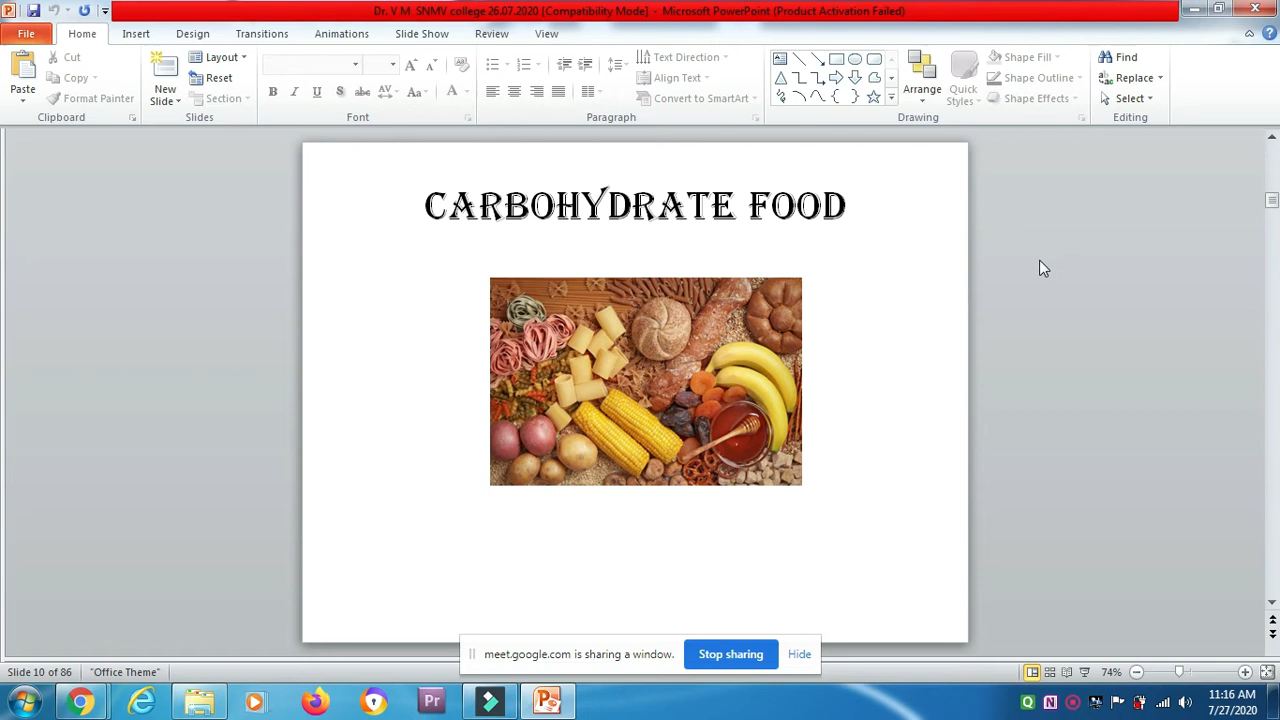 Dr. V M  SNMV college 26.07.2020 [Compatibility Mode] - Microsoft PowerPoint (Product Activation Failed)
File Home Insert Design Transitions Animations Slide Show Review View
Paste
Cut
Copy
Format Painter
Clipboard
New Slide
Layout
Reset
Section
Slides
B I U S abc AV Aa A
Font
Text Direction
Align Text
Convert to SmartArt
Paragraph
Arrange
Quick Styles
Shape Fill
Shape Outline
Shape Effects
Drawing
Find
Replace
Select
Editing
CARBOHYDRATE FOOD
meet.google.com is sharing a window. Stop sharing Hide
Slide 10 of 86 "Office Theme" 74%
Pr
11:16 AM
7/27/2020